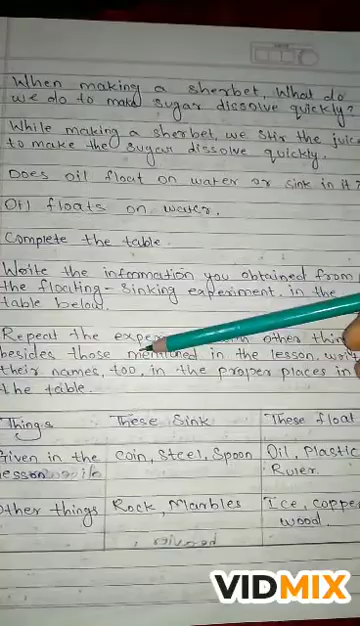 When making a sherbet, What do
we do to make sugar dissolve quickly?
While making a sherbet, we stir the juice
to make the sugar dissolve quickly.
Does oil float on water or sink in it?
Oil floats on water.
Complete the table.
Write the information you obtained from
the floating - Sinking experiment, in the
table below.
Repeat the other thin
besides those mentioned in the lesson, writ
their names, too, in the proper places in
the table.
Things These Sink These float
Given in the Coin, Steel, Spoon Oil, Plastic
lesson Ruler.
Other things Rock, Marbles Ice, Copper
wood.
VIDMIX